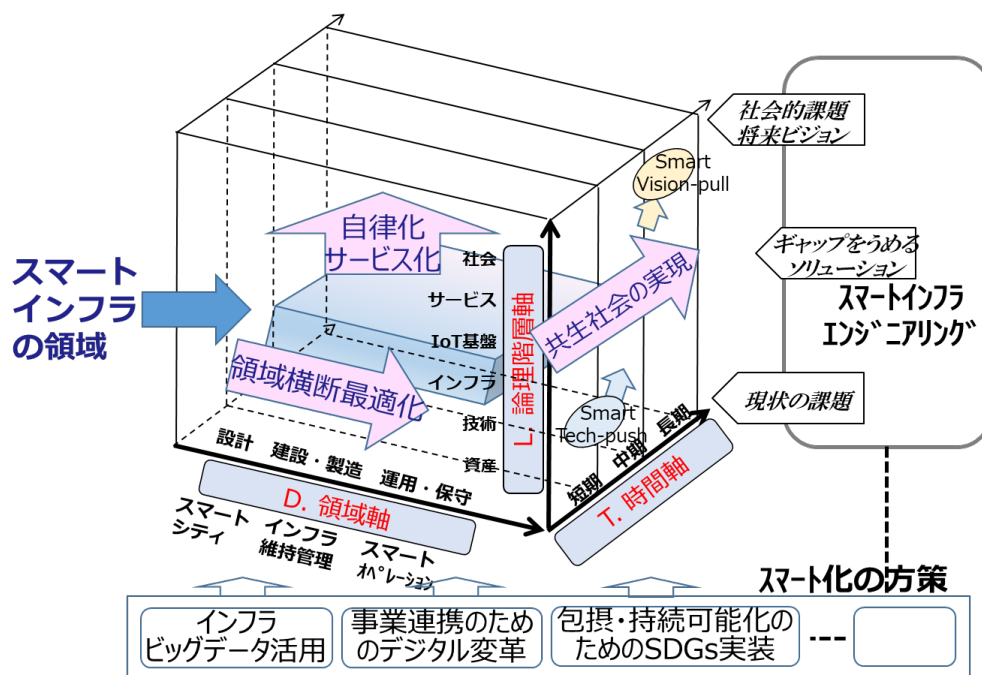 社会的課題
将来ビジョン
Smart
Vision-pull
自律化
サービス化
スマート
インフラ
の領域
社会
サービス
IoT基盤
インフラ
技術
資産
L. 論理階層軸
共生社会の実現
ギャップをうめる
ソリューション
スマートインフラ
エンジニアリング
領域横断最適化
現状の課題
Smart
Tech-push
設計 建設・製造 運用・保守
短期 中期 長期
D. 領域軸
T. 時間軸
スマート
シティ
インフラ
維持管理
スマート
オペレーション
スマート化の方策
インフラ
ビッグデータ活用
事業連携のため
のデジタル変革
包摂・持続可能化の
ためのSDGs実装